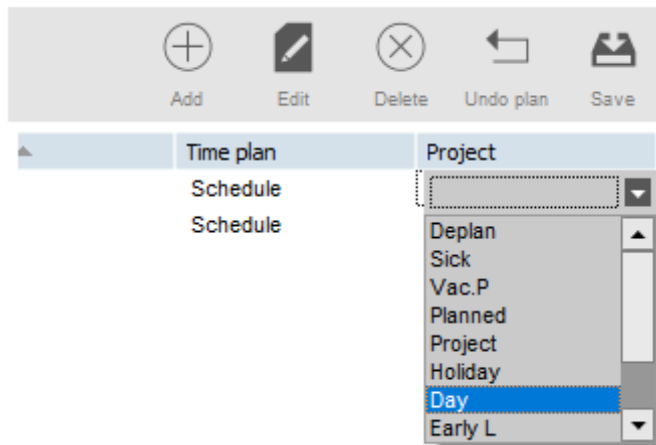 Add Edit Delete Undo plan Save
Time plan Project
Schedule
Schedule
Deplan
Sick
Vac.P
Planned
Project
Holiday
Day
Early L